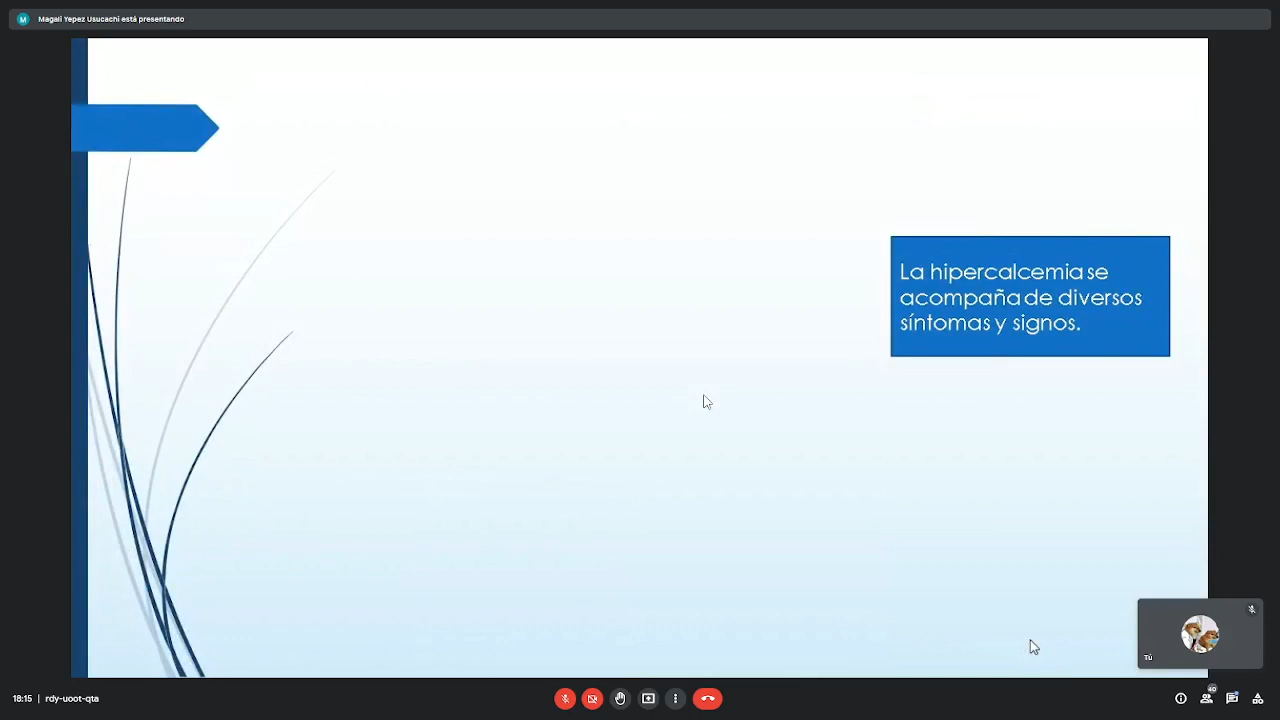 M Magali Yepez Usucachi está presentando
La hipercalcemia se
acompaña de diversos
síntomas y signos.
Tú
18:15 | rdy-uoot-qta
40